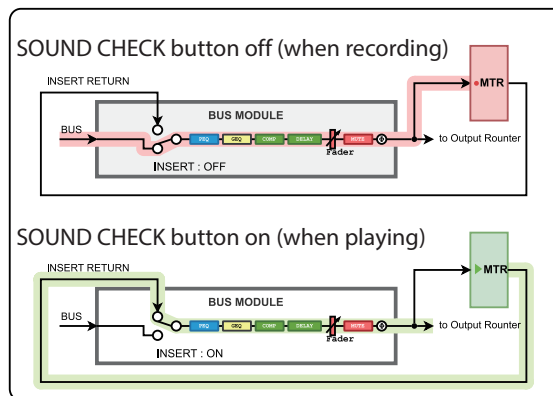 SOUND CHECK button off (when recording)
INSERT RETURN
MTR
BUS MODULE
BUS
PEQ
GEQ
COMP
DELAY
MUTE
Φ
to Output Rounter
Fader
INSERT : OFF
SOUND CHECK button on (when playing)
INSERT RETURN
MTR
BUS MODULE
BUS
PEQ
GEQ
COMP
DELAY
MUTE
Φ
to Output Rounter
Fader
INSERT : ON